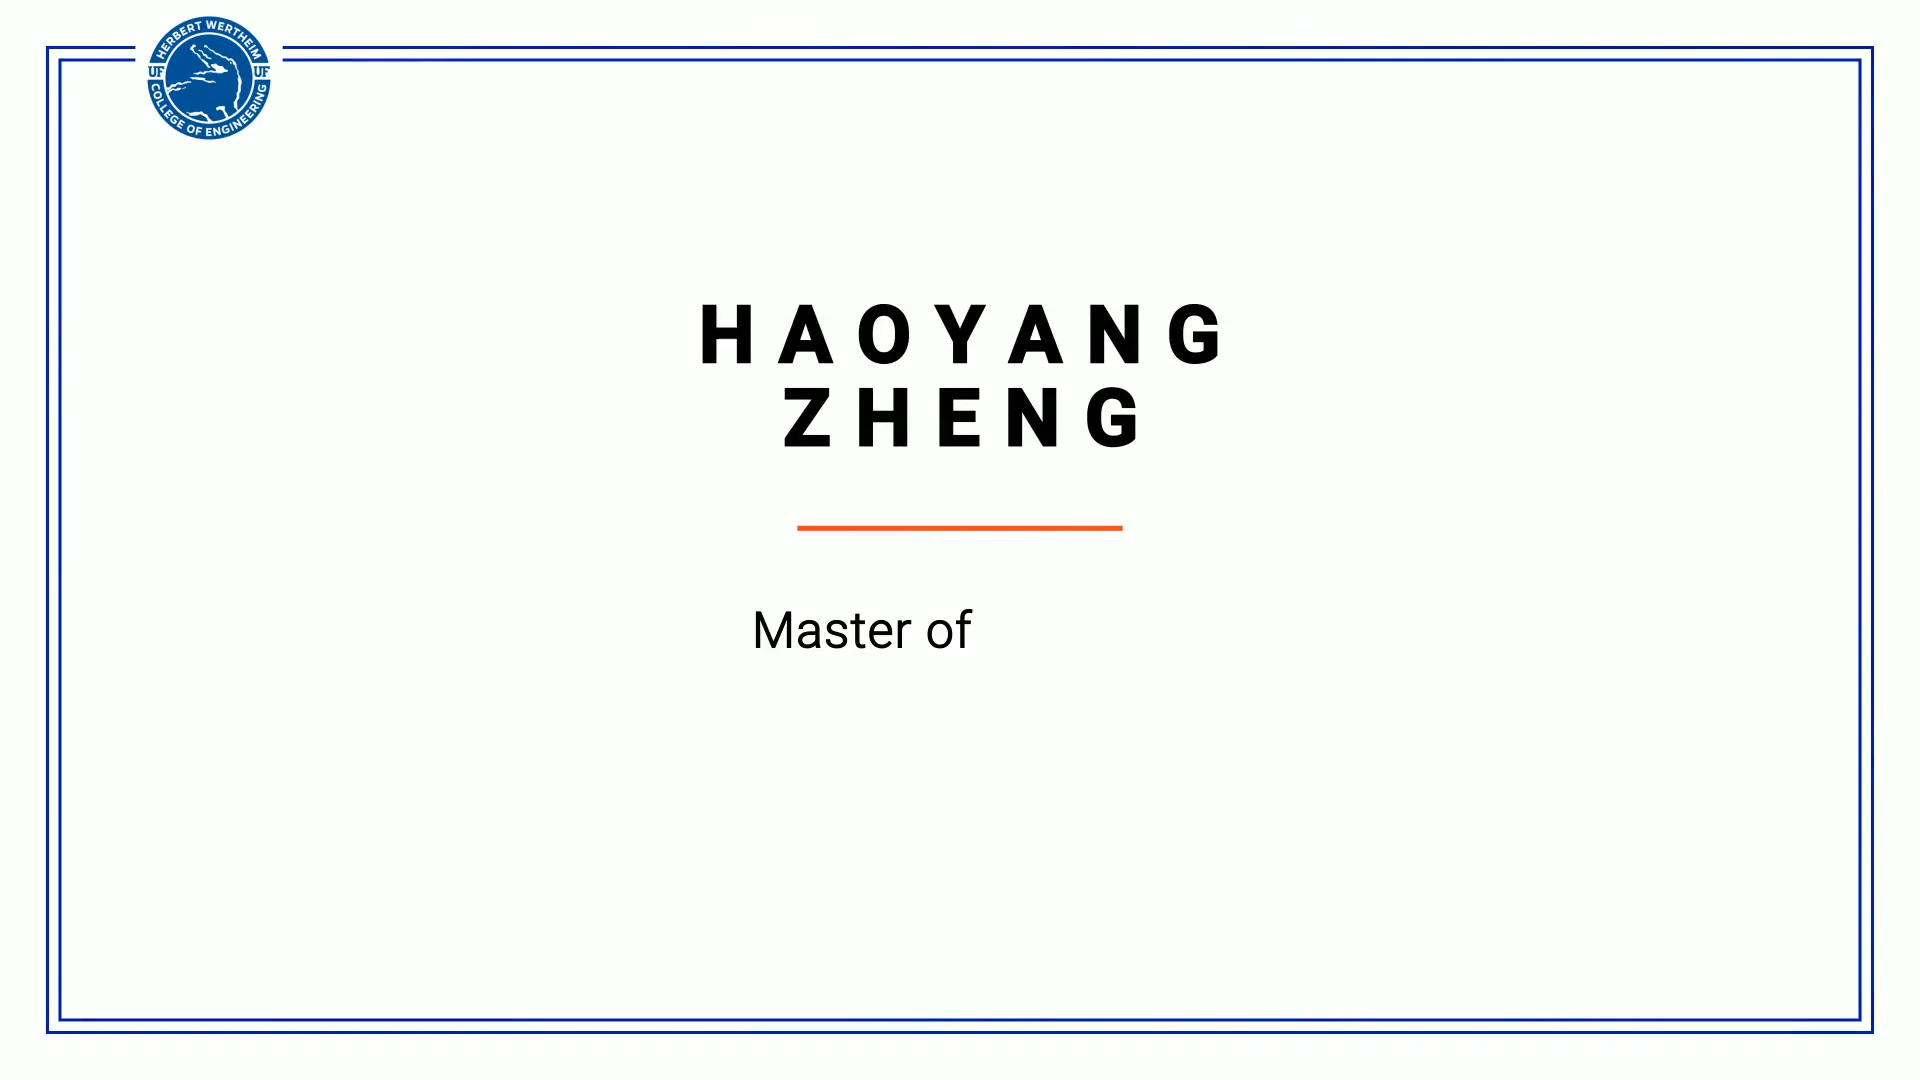 HERBERT WERTHEIM
UF UF
COLLEGE OF ENGINEERING
HAOYANG
ZHENG
Master of